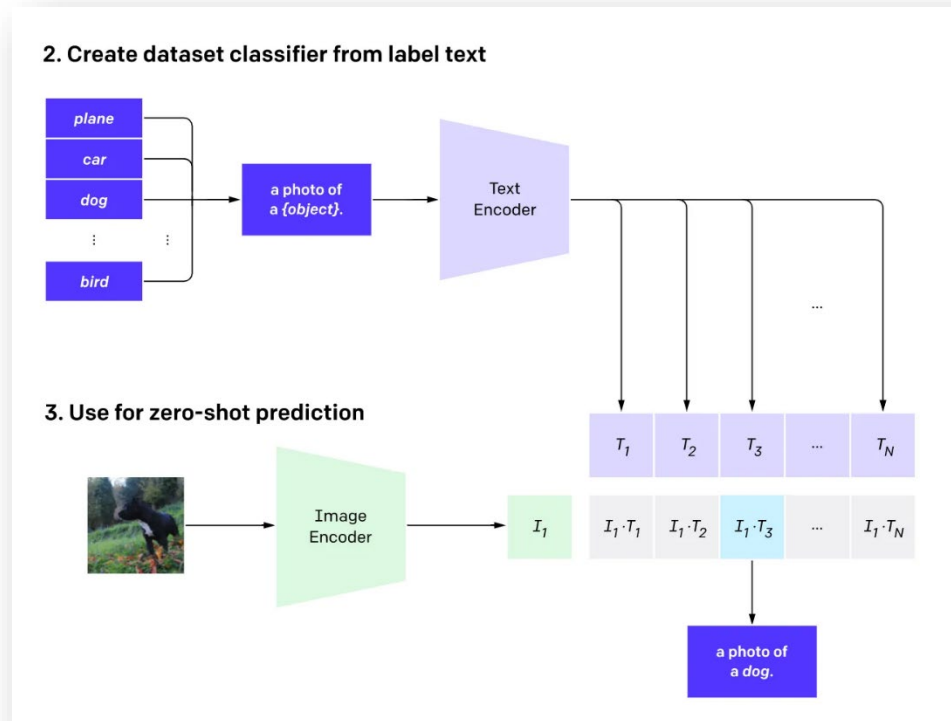 2. Create dataset classifier from label text
plane
car
dog
⋮ ⋮
bird
a photo of
a {object}.
Text
Encoder
...
3. Use for zero-shot prediction
Image
Encoder
T₁ T₂ T₃ ... T_N
I₁
I₁·T₁ I₁·T₂ I₁·T₃ ... I₁·T_N
a photo of
a dog.